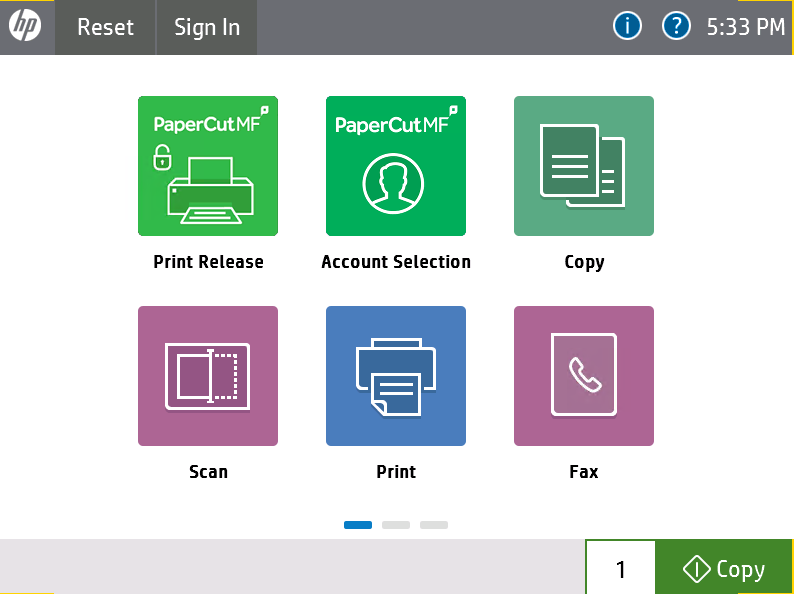 hp Reset Sign In i ? 5:33 PM
PaperCutMF PaperCutMF
Print Release Account Selection Copy
Scan Print Fax
1 Copy